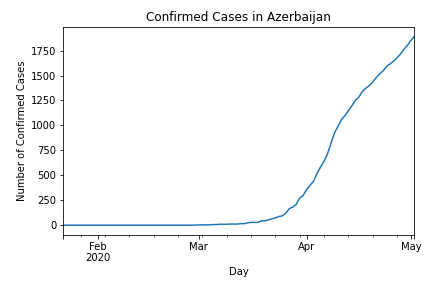 Confirmed Cases in Azerbaijan
Number of Confirmed Cases
1750
1500
1250
1000
750
500
250
0
Feb
2020
Mar
Apr
May
Day